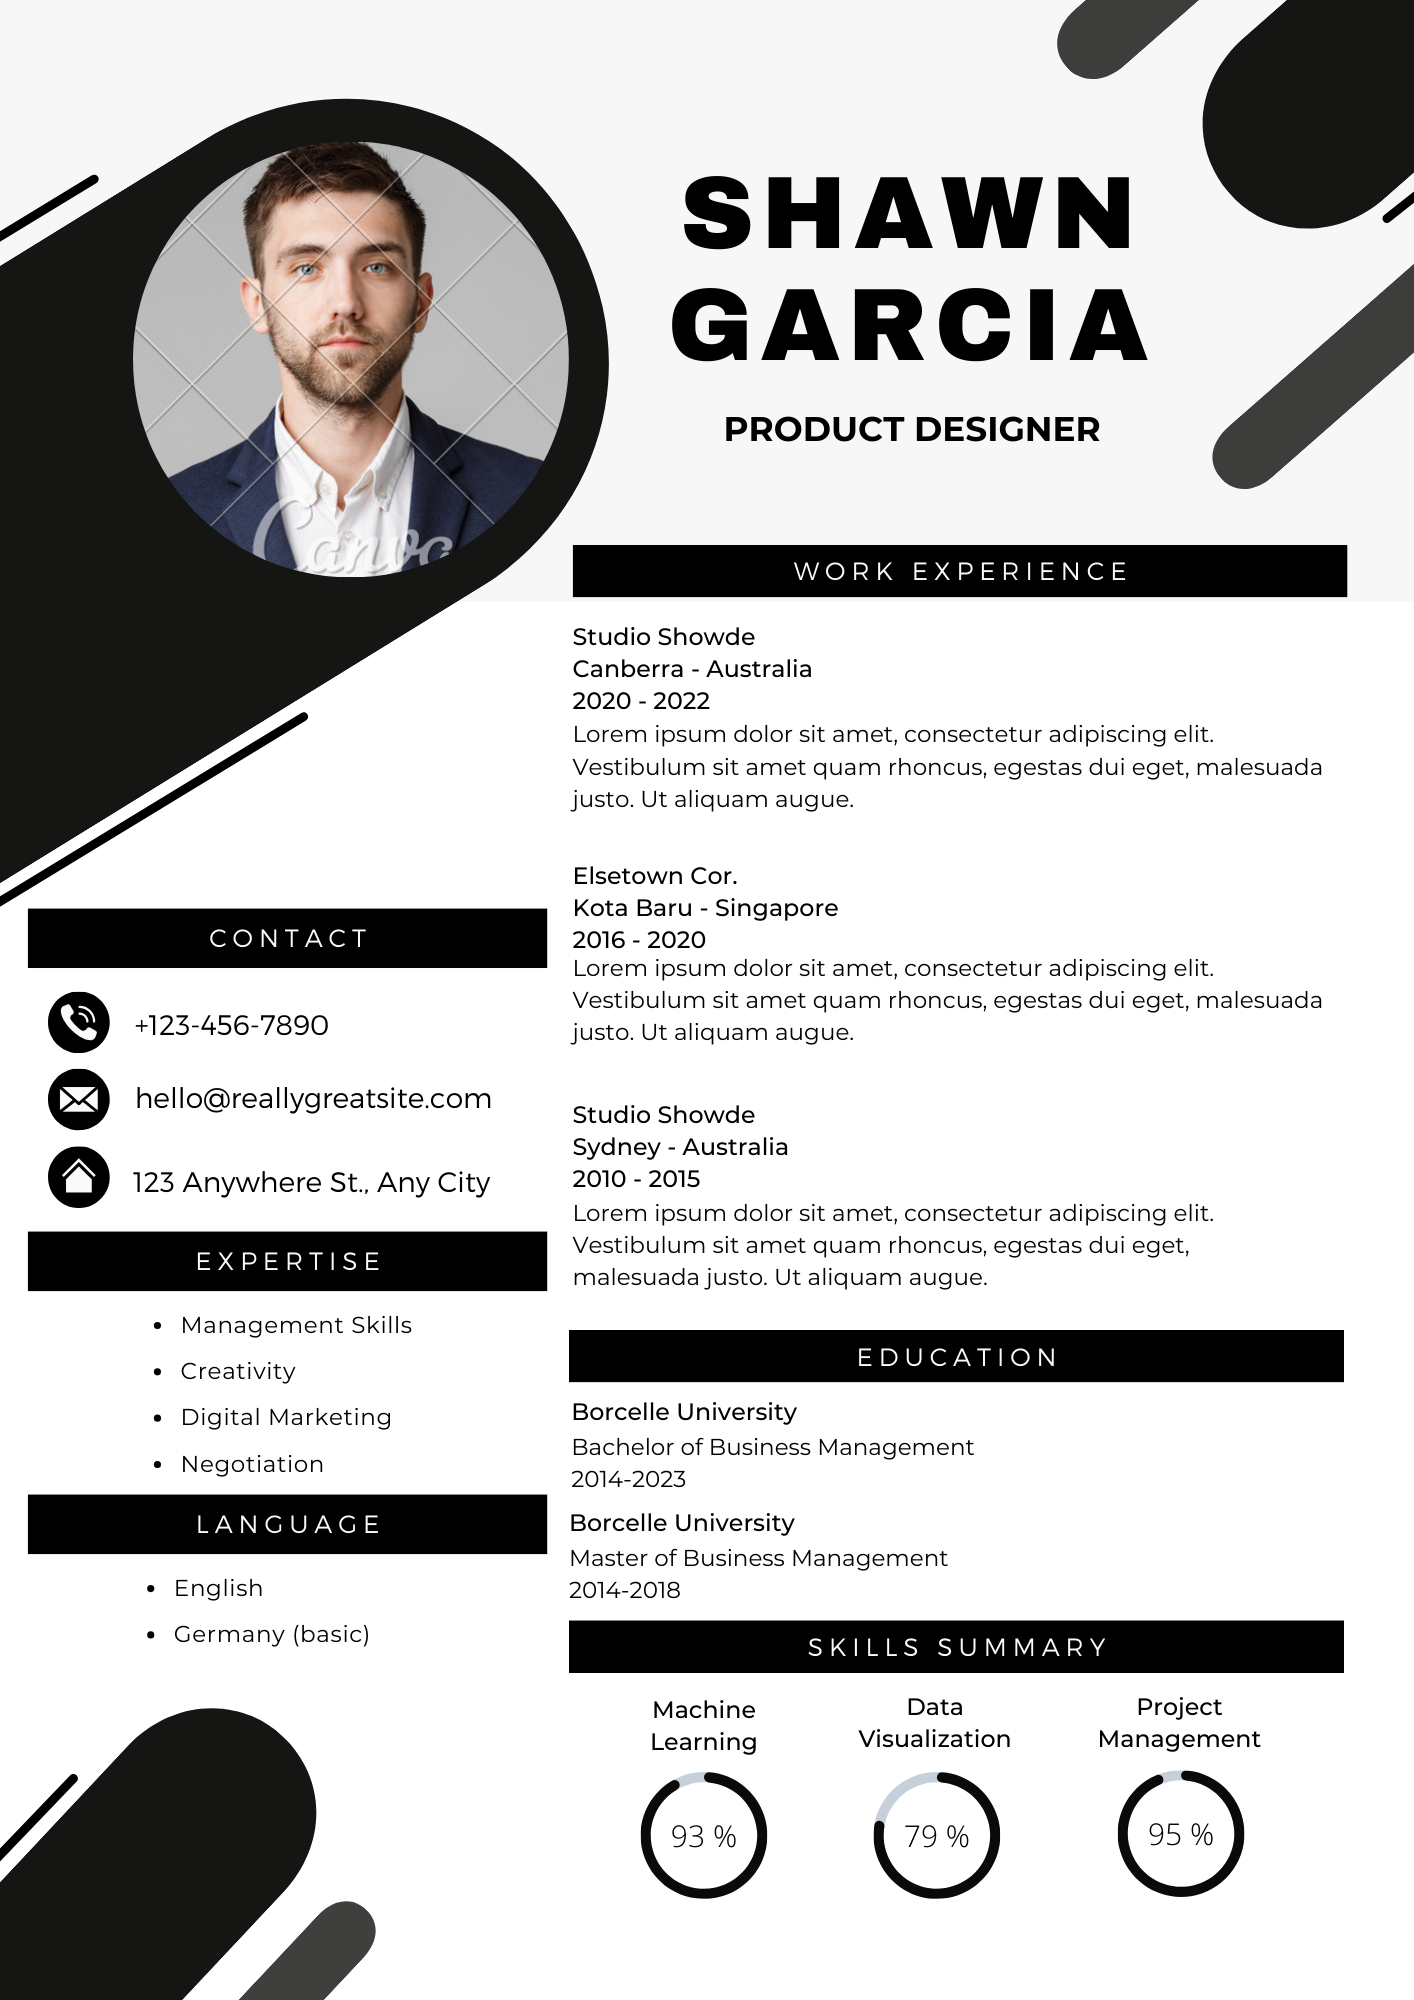 SHAWN
GARCIA
PRODUCT DESIGNER
Canva
WORK EXPERIENCE
Studio Showde
Canberra - Australia
2020 - 2022
Lorem ipsum dolor sit amet, consectetur adipiscing elit.
Vestibulum sit amet quam rhoncus, egestas dui eget, malesuada
justo. Ut aliquam augue.
Elsetown Cor.
Kota Baru - Singapore
2016 - 2020
Lorem ipsum dolor sit amet, consectetur adipiscing elit.
Vestibulum sit amet quam rhoncus, egestas dui eget, malesuada
justo. Ut aliquam augue.
Studio Showde
Sydney - Australia
2010 - 2015
Lorem ipsum dolor sit amet, consectetur adipiscing elit.
Vestibulum sit amet quam rhoncus, egestas dui eget,
malesuada justo. Ut aliquam augue.
CONTACT
+123-456-7890
hello@reallygreatsite.com
123 Anywhere St., Any City
EXPERTISE
• Management Skills
• Creativity
• Digital Marketing
• Negotiation
LANGUAGE
• English
• Germany (basic)
EDUCATION
Borcelle University
Bachelor of Business Management
2014-2023
Borcelle University
Master of Business Management
2014-2018
SKILLS SUMMARY
Machine
Learning
93 %
Data
Visualization
79 %
Project
Management
95 %